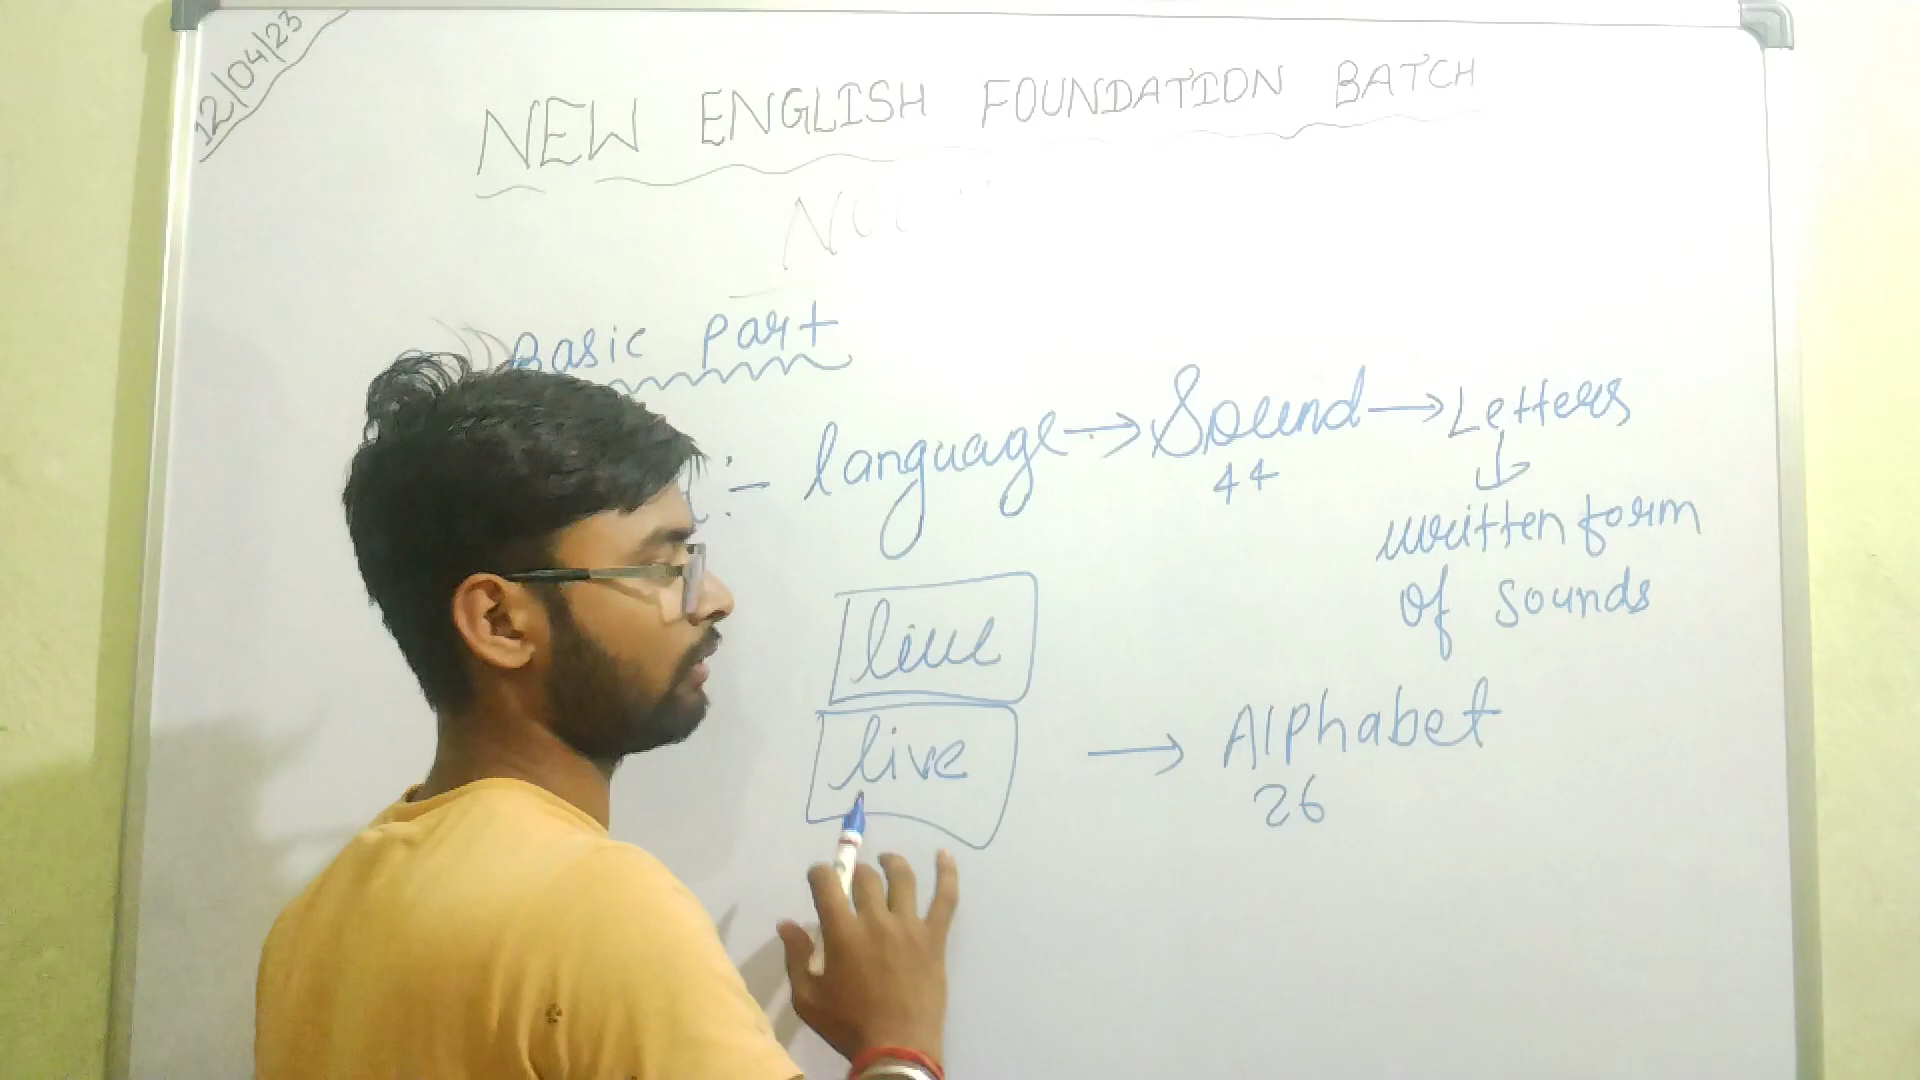 12/04/23
NEW ENGLISH FOUNDATION BATCH
Basic Part
:- language → Sound → Letters
44
↓
written form
of sounds
live
live → Alphabet
26